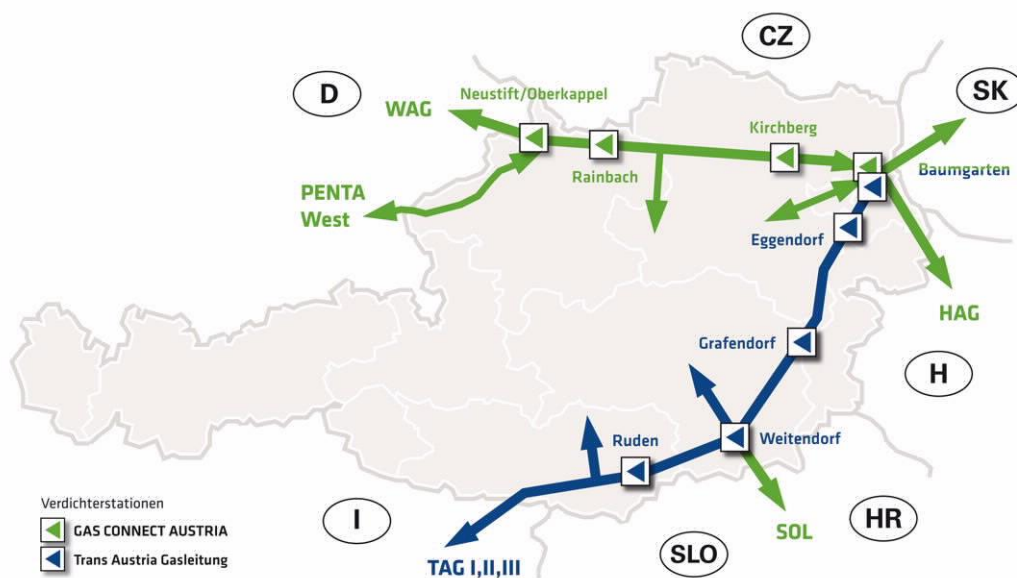 CZ
D
SK
Neustift/Oberkappel
WAG
Kirchberg
Rainbach
Baumgarten
PENTA
West
Eggendorf
HAG
Grafendorf
H
Ruden
Weitendorf
Verdichterstationen
GAS CONNECT AUSTRIA
Trans Austria Gasleitung
I
TAG I,II,III
SLO
SOL
HR